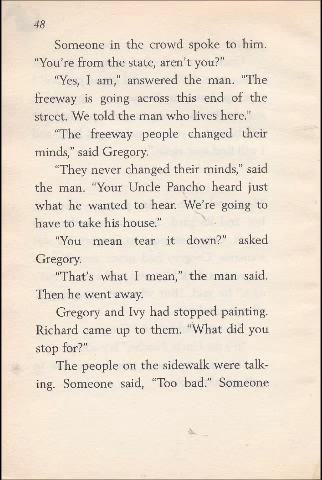 48
Someone in the crowd spoke to him.
"You're from the state, aren't you?"
"Yes, I am," answered the man. "The
freeway is going across this end of the
street. We told the man who lives here."
"The freeway people changed their
minds," said Gregory.
"They never changed their minds," said
the man. "Your Uncle Pancho heard just
what he wanted to hear. We're going to
have to take his house."
"You mean tear it down?" asked
Gregory.
"That's what I mean," the man said.
Then he went away.
Gregory and Ivy had stopped painting.
Richard came up to them. "What did you
stop for?"
The people on the sidewalk were talk-
ing. Someone said, "Too bad." Someone